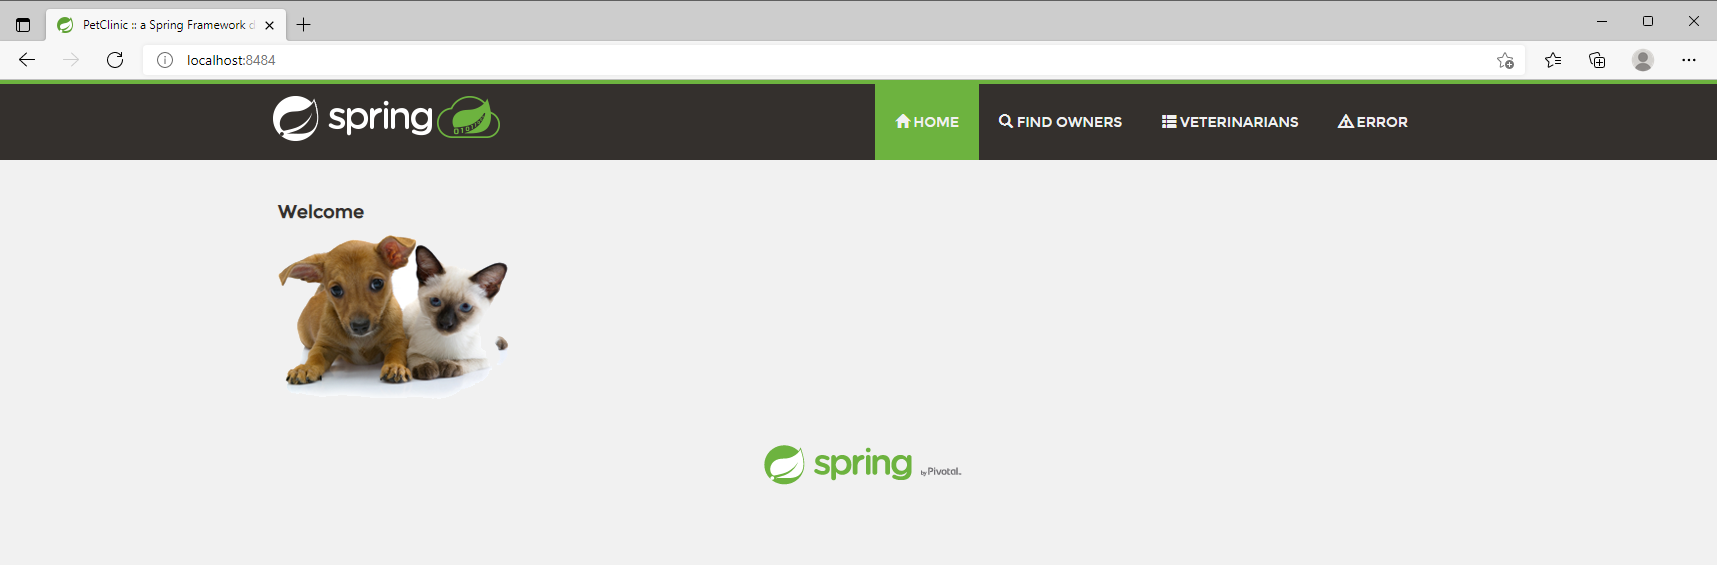 PetClinic :: a Spring Framework d
localhost:8484
spring
HOME
FIND OWNERS
VETERINARIANS
ERROR
Welcome
spring by Pivotal